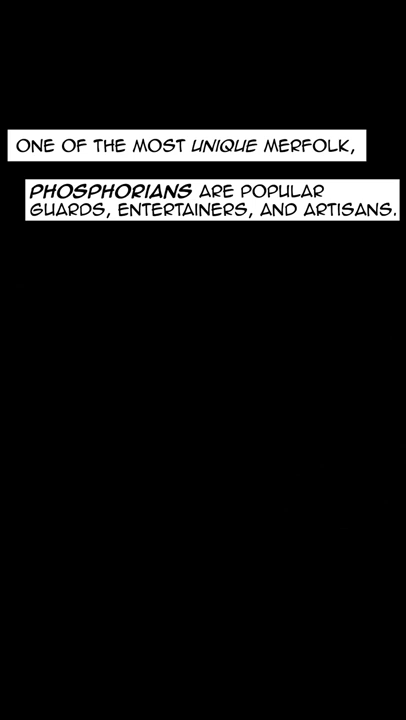 ONE OF THE MOST UNIQUE MERFOLK,
PHOSPHORIANS ARE POPULAR
GUARDS, ENTERTAINERS, AND ARTISANS.